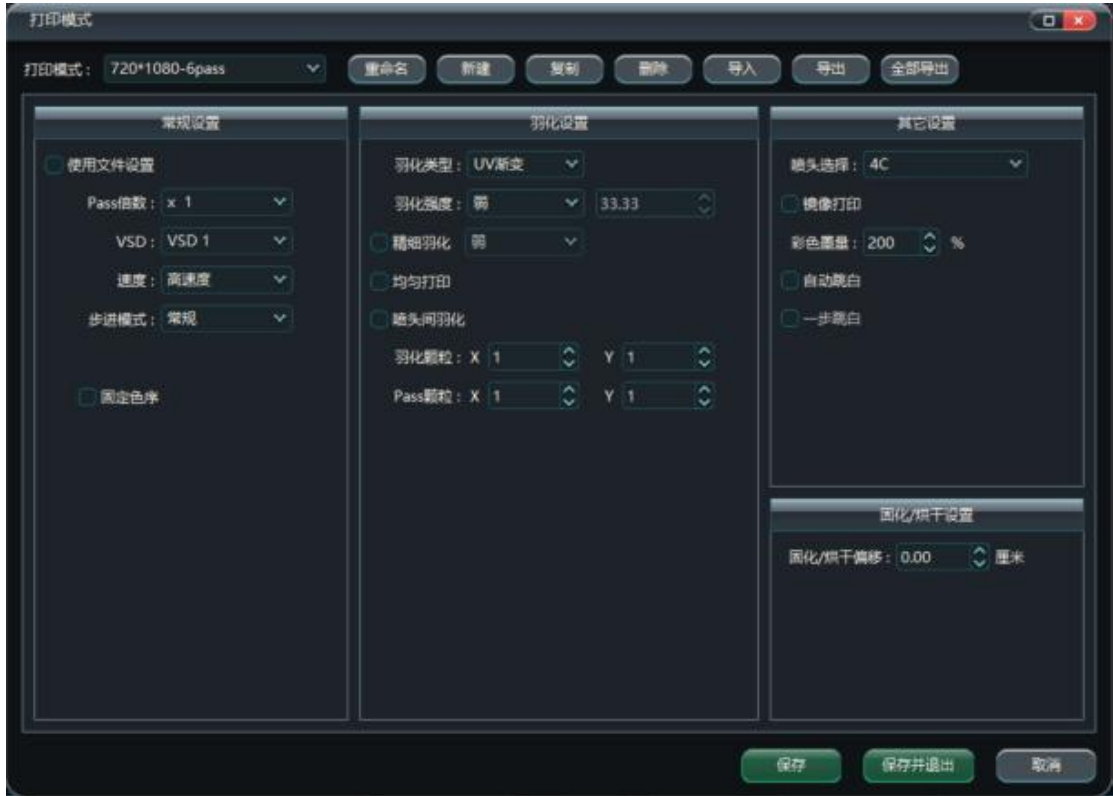 打印模式
打印模式： 720*1080-6pass 重命名 新建 复制 删除 导入 导出 全部导出
常规设置
使用文件设置
Pass倍数： x 1
VSD： VSD 1
速度： 高速度
步进模式： 常规
固定色序
羽化设置
羽化类型： UV渐变
羽化强度： 弱 33.33
精细羽化 弱
均匀打印
喷头间羽化
羽化颗粒： X 1 Y 1
Pass颗粒： X 1 Y 1
其它设置
喷头选择： 4C
镜像打印
彩色墨量： 200 %
自动跳白
一步跳白
固化/烘干设置
固化/烘干偏移： 0.00 厘米
保存 保存并退出 取消